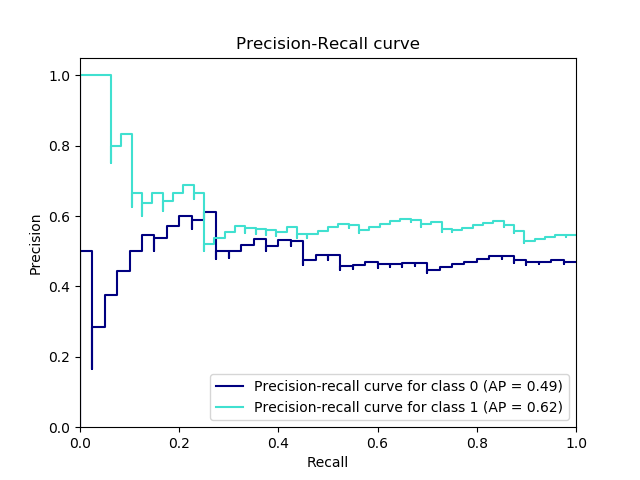 Precision-Recall curve
1.0
0.8
0.6
0.4
0.2
0.0
Precision
Precision-recall curve for class 0 (AP = 0.49)
Precision-recall curve for class 1 (AP = 0.62)
0.0 0.2 0.4 0.6 0.8 1.0
Recall